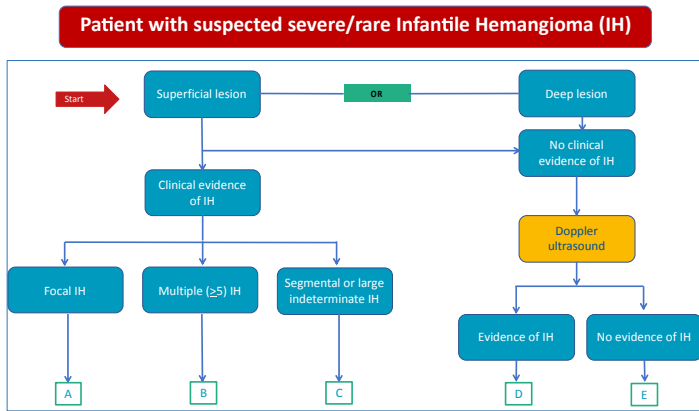 Patient with suspected severe/rare Infantile Hemangioma (IH)
Start
Superficial lesion
OR
Deep lesion
No clinical
evidence of IH
Clinical evidence
of IH
Doppler
ultrasound
Focal IH
Multiple (≥5) IH
Segmental or large
indeterminate IH
Evidence of IH
No evidence of IH
A
B
C
D
E